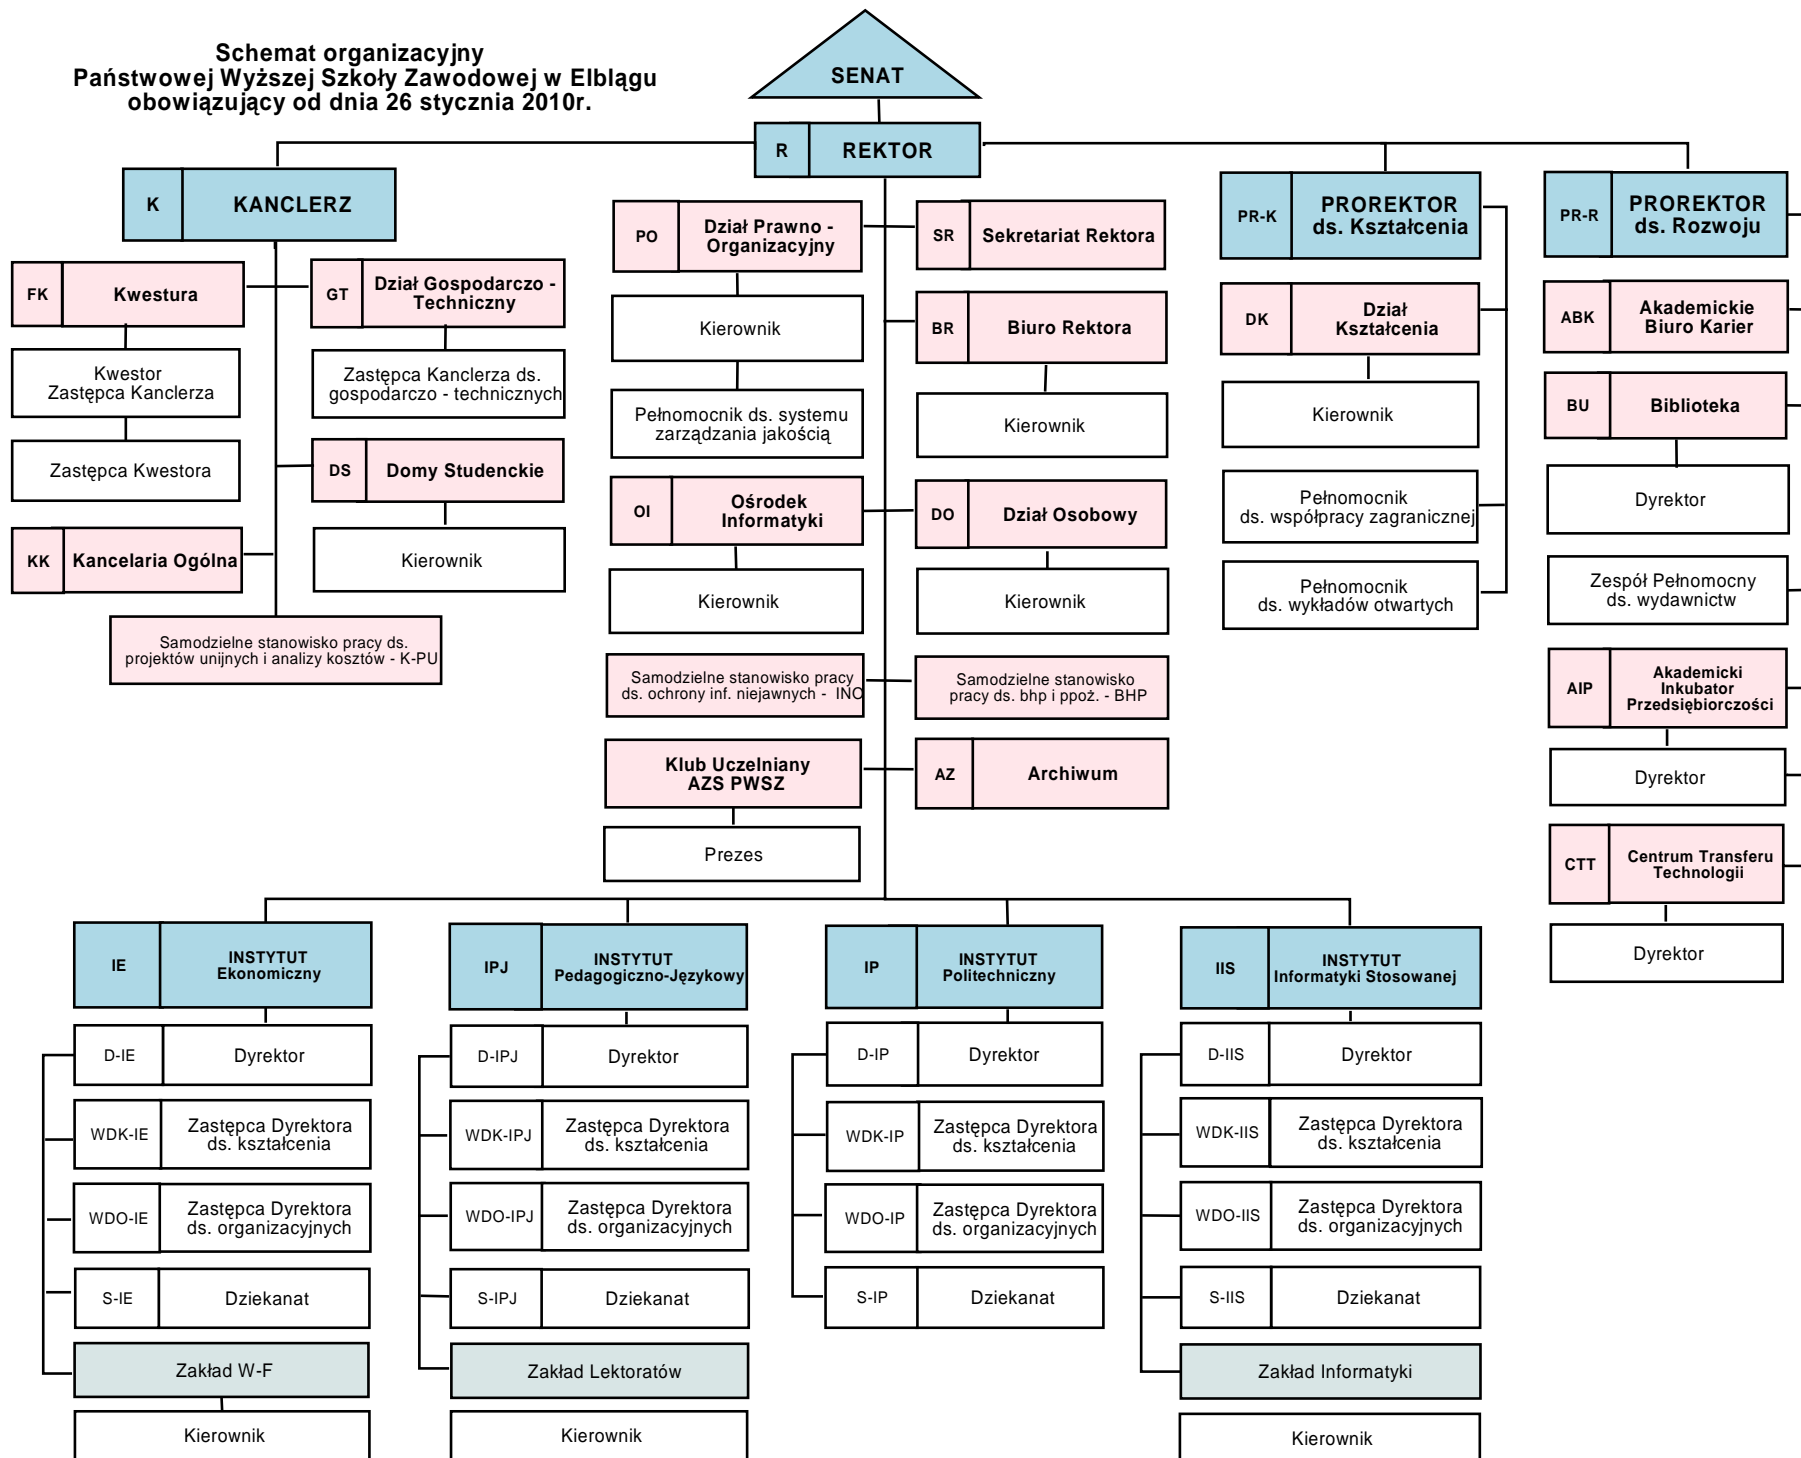 Schemat organizacyjny
Państwowej Wyższej Szkoły Zawodowej w Elblągu
obowiązujący od dnia 26 stycznia 2010r.
SENAT
R
REKTOR
K
KANCLERZ
FK
Kwestura
Kwestor
Zastępca Kanclerza
Zastępca Kwestora
KK
Kancelaria Ogólna
GT
Dział Gospodarczo -
Techniczny
Zastępca Kanclerza ds.
gospodarczo - technicznych
DS
Domy Studenckie
Kierownik
Samodzielne stanowisko pracy ds.
projektów unijnych i analizy kosztów - K-PU
PO
Dział Prawno -
Organizacyjny
Kierownik
Pełnomocnik ds. systemu
zarządzania jakością
OI
Ośrodek
Informatyki
Kierownik
Samodzielne stanowisko pracy
ds. ochrony inf. niejawnych - INO
Klub Uczelniany
AZS PWSZ
Prezes
SR
Sekretariat Rektora
BR
Biuro Rektora
Kierownik
DO
Dział Osobowy
Kierownik
Samodzielne stanowisko
pracy ds. bhp i ppoż. - BHP
AZ
Archiwum
PR-K
PROREKTOR
ds. Kształcenia
DK
Dział
Kształcenia
Kierownik
Pełnomocnik
ds. współpracy zagranicznej
Pełnomocnik
ds. wykładów otwartych
PR-R
PROREKTOR
ds. Rozwoju
ABK
Akademickie
Biuro Karier
BU
Biblioteka
Dyrektor
Zespół Pełnomocny
ds. wydawnictw
AIP
Akademicki
Inkubator
Przedsiębiorczości
Dyrektor
CTT
Centrum Transferu
Technologii
Dyrektor
IE
INSTYTUT
Ekonomiczny
D-IE
Dyrektor
WDK-IE
Zastępca Dyrektora
ds. kształcenia
WDO-IE
Zastępca Dyrektora
ds. organizacyjnych
S-IE
Dziekanat
Zakład W-F
Kierownik
IPJ
INSTYTUT
Pedagogiczno-Językowy
D-IPJ
Dyrektor
WDK-IPJ
Zastępca Dyrektora
ds. kształcenia
WDO-IPJ
Zastępca Dyrektora
ds. organizacyjnych
S-IPJ
Dziekanat
Zakład Lektoratów
Kierownik
IP
INSTYTUT
Politechniczny
D-IP
Dyrektor
WDK-IP
Zastępca Dyrektora
ds. kształcenia
WDO-IP
Zastępca Dyrektora
ds. organizacyjnych
S-IP
Dziekanat
IIS
INSTYTUT
Informatyki Stosowanej
D-IIS
Dyrektor
WDK-IIS
Zastępca Dyrektora
ds. kształcenia
WDO-IIS
Zastępca Dyrektora
ds. organizacyjnych
S-IIS
Dziekanat
Zakład Informatyki
Kierownik